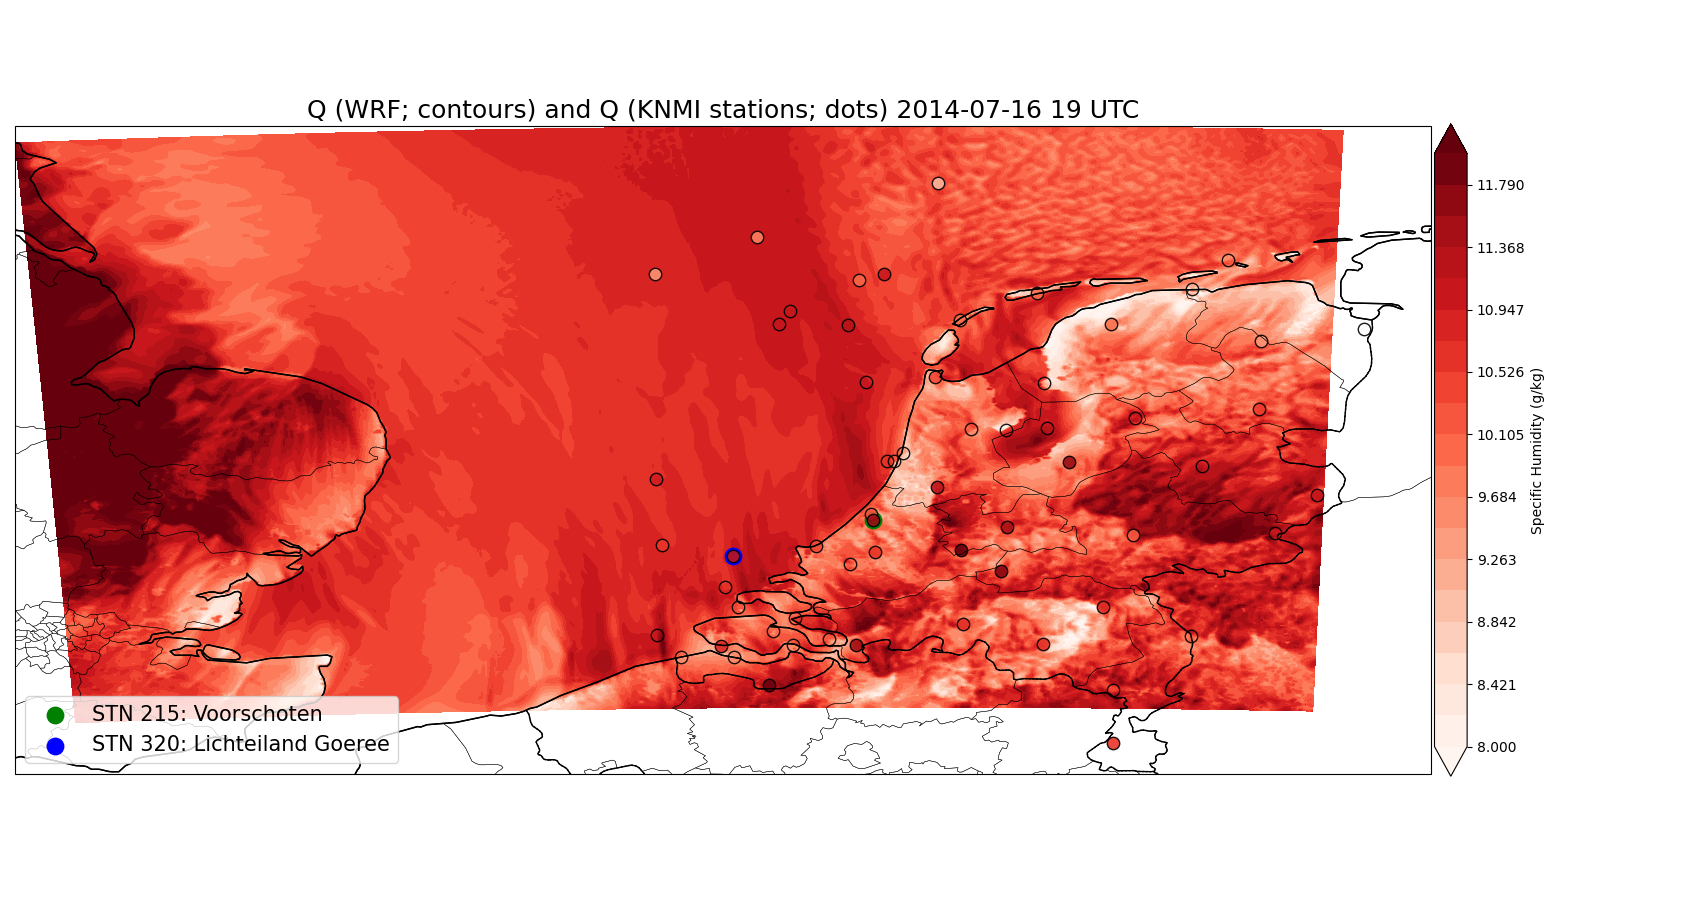 Q (WRF; contours) and Q (KNMI stations; dots) 2014-07-16 19 UTC
11.790
11.368
10.947
10.526
10.105
9.684
9.263
8.842
8.421
8.000
Specific Humidity (g/kg)
STN 215: Voorschoten
STN 320: Lichteiland Goeree